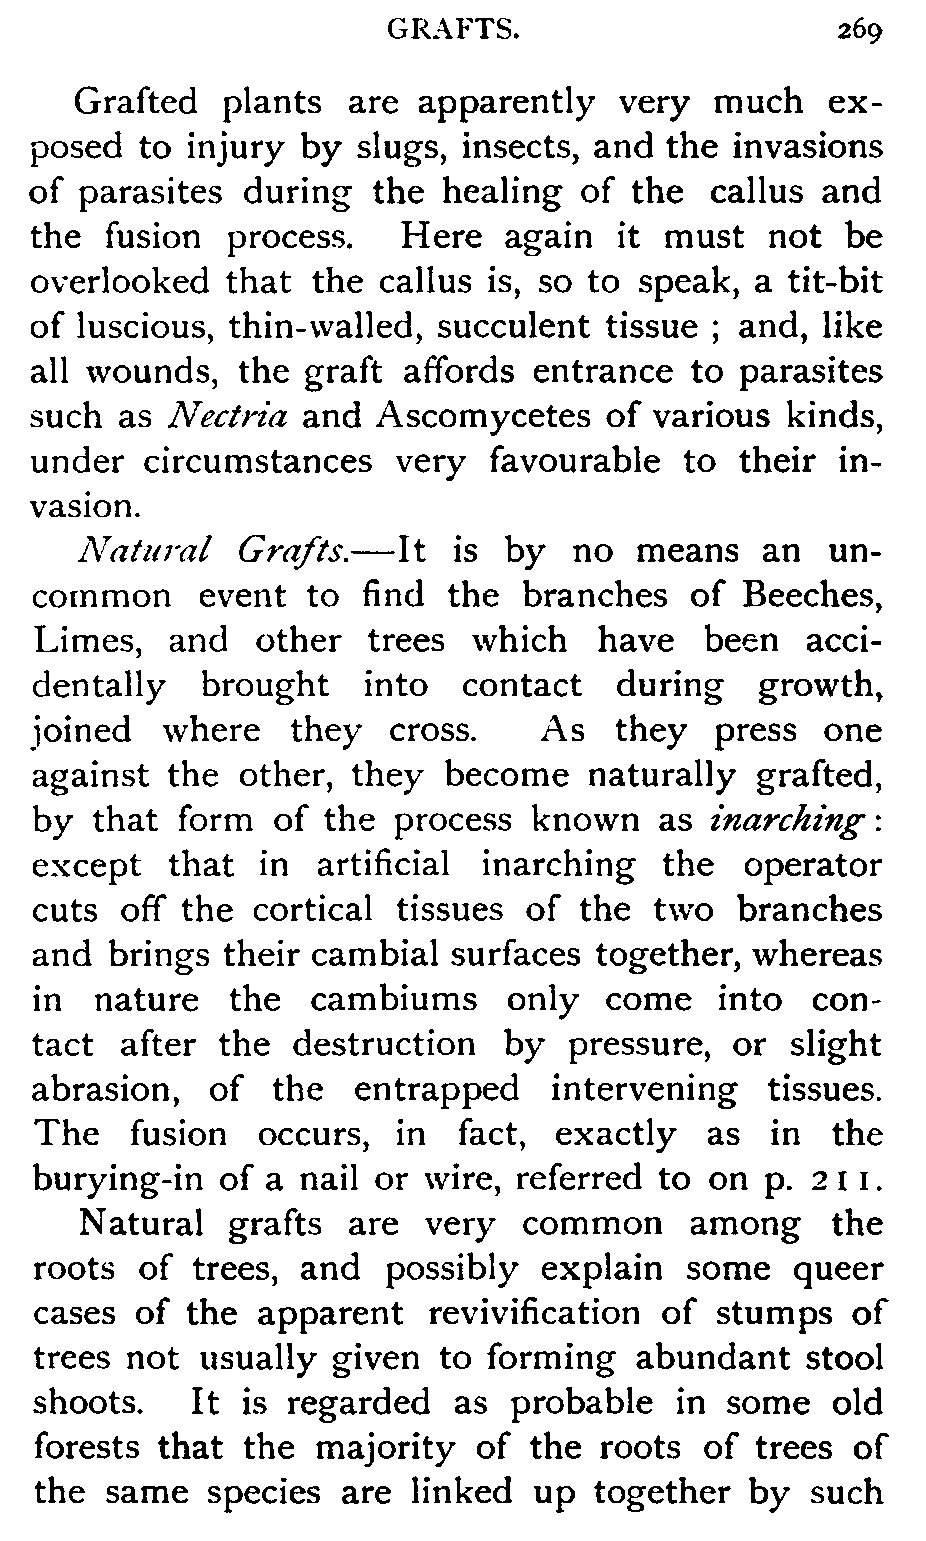 GRAFTS. 269
Grafted plants are apparently very much ex-
posed to injury by slugs, insects, and the invasions
of parasites during the healing of the callus and
the fusion process. Here again it must not be
overlooked that the callus is, so to speak, a tit-bit
of luscious, thin-walled, succulent tissue ; and, like
all wounds, the graft affords entrance to parasites
such as Nectria and Ascomycetes of various kinds,
under circumstances very favourable to their in-
vasion.
Natural Grafts.—It is by no means an un-
common event to find the branches of Beeches,
Limes, and other trees which have been acci-
dentally brought into contact during growth,
joined where they cross. As they press one
against the other, they become naturally grafted,
by that form of the process known as inarching :
except that in artificial inarching the operator
cuts off the cortical tissues of the two branches
and brings their cambial surfaces together, whereas
in nature the cambiums only come into con-
tact after the destruction by pressure, or slight
abrasion, of the entrapped intervening tissues.
The fusion occurs, in fact, exactly as in the
burying-in of a nail or wire, referred to on p. 211.
Natural grafts are very common among the
roots of trees, and possibly explain some queer
cases of the apparent revivification of stumps of
trees not usually given to forming abundant stool
shoots. It is regarded as probable in some old
forests that the majority of the roots of trees of
the same species are linked up together by such